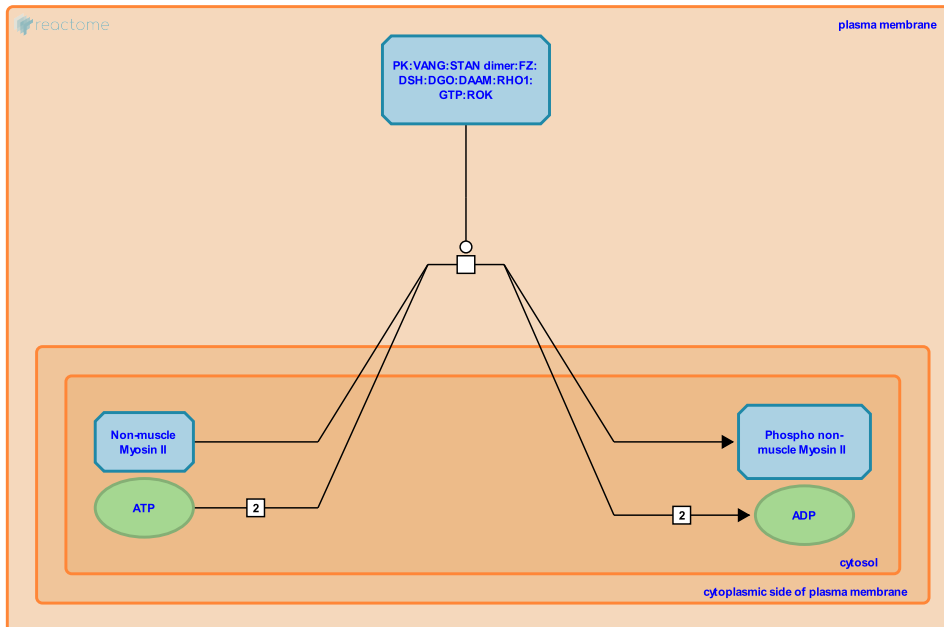 reactome
plasma membrane
PK:VANG:STAN dimer:FZ:
DSH:DGO:DAAM:RHO1:
GTP:ROK
Non-muscle
Myosin II
Phospho non-
muscle Myosin II
ATP
2
2
ADP
cytosol
cytoplasmic side of plasma membrane